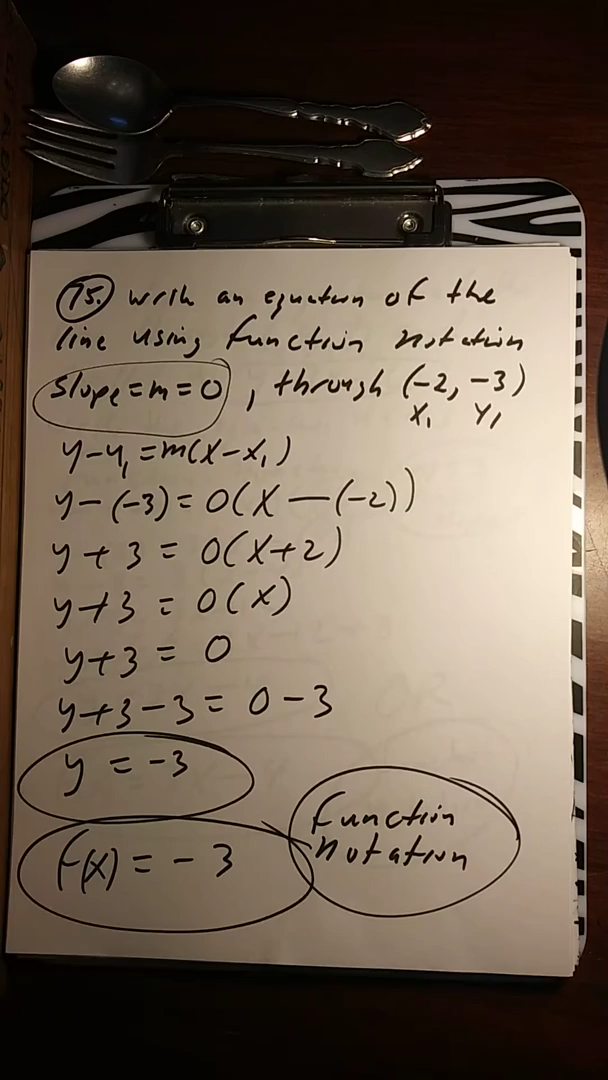 75. Write an equation of the
line using function notation
slope = m = 0, through (-2, -3)
x₁ y₁
y - y₁ = m(x - x₁)
y - (-3) = 0(x - (-2))
y + 3 = 0(x+2)
y+3 = 0(x)
y+3 = 0
y+3-3 = 0-3
y = -3
f(x) = -3
function
notation